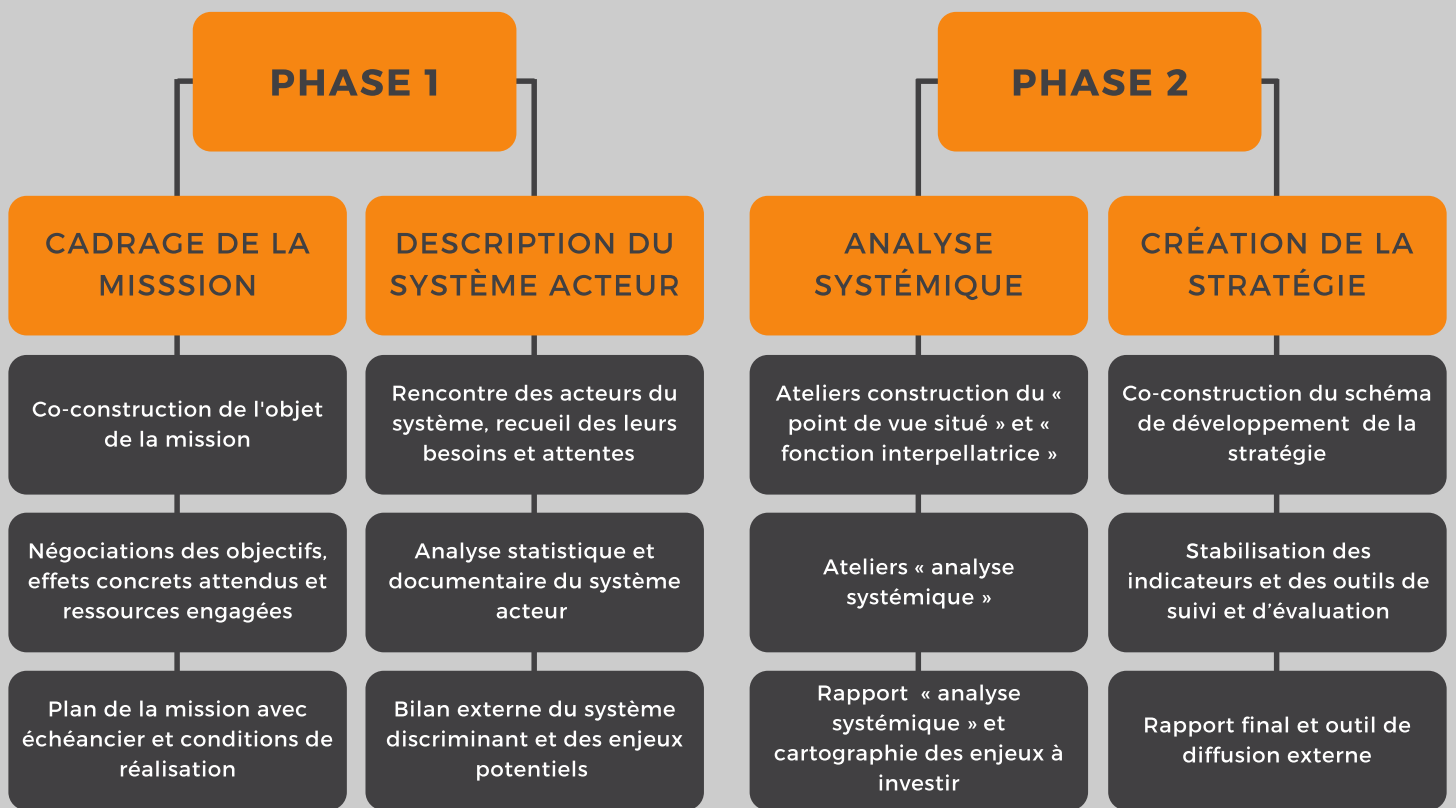 PHASE 1
CADRAGE DE LA
MISSSION
Co-construction de l'objet
de la mission
Négociations des objectifs,
effets concrets attendus et
ressources engagées
Plan de la mission avec
échéancier et conditions de
réalisation
DESCRIPTION DU
SYSTÈME ACTEUR
Rencontre des acteurs du
système, recueil des leurs
besoins et attentes
Analyse statistique et
documentaire du système
acteur
Bilan externe du système
discriminant et des enjeux
potentiels
PHASE 2
ANALYSE
SYSTÉMIQUE
Ateliers construction du «
point de vue situé » et «
fonction interpellatrice »
Ateliers « analyse
systémique »
Rapport « analyse
systémique » et
cartographie des enjeux à
investir
CRÉATION DE LA
STRATÉGIE
Co-construction du schéma
de développement de la
stratégie
Stabilisation des
indicateurs et des outils de
suivi et d’évaluation
Rapport final et outil de
diffusion externe